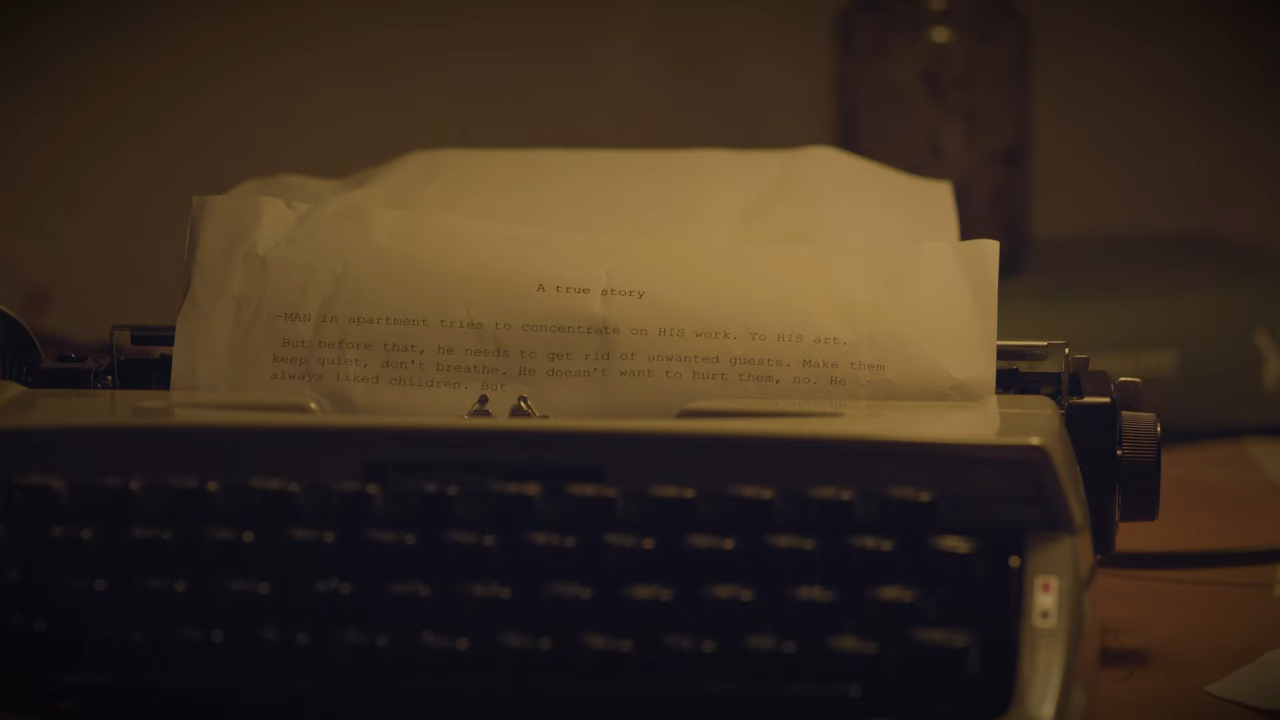 A true story
-MAN in apartment tries to concentrate on HIS work. To HIS art.
But before that, he needs to get rid of unwanted guests. Make them
keep quiet, don't breathe. He doesn't want to hurt them, no. He
always liked children. But